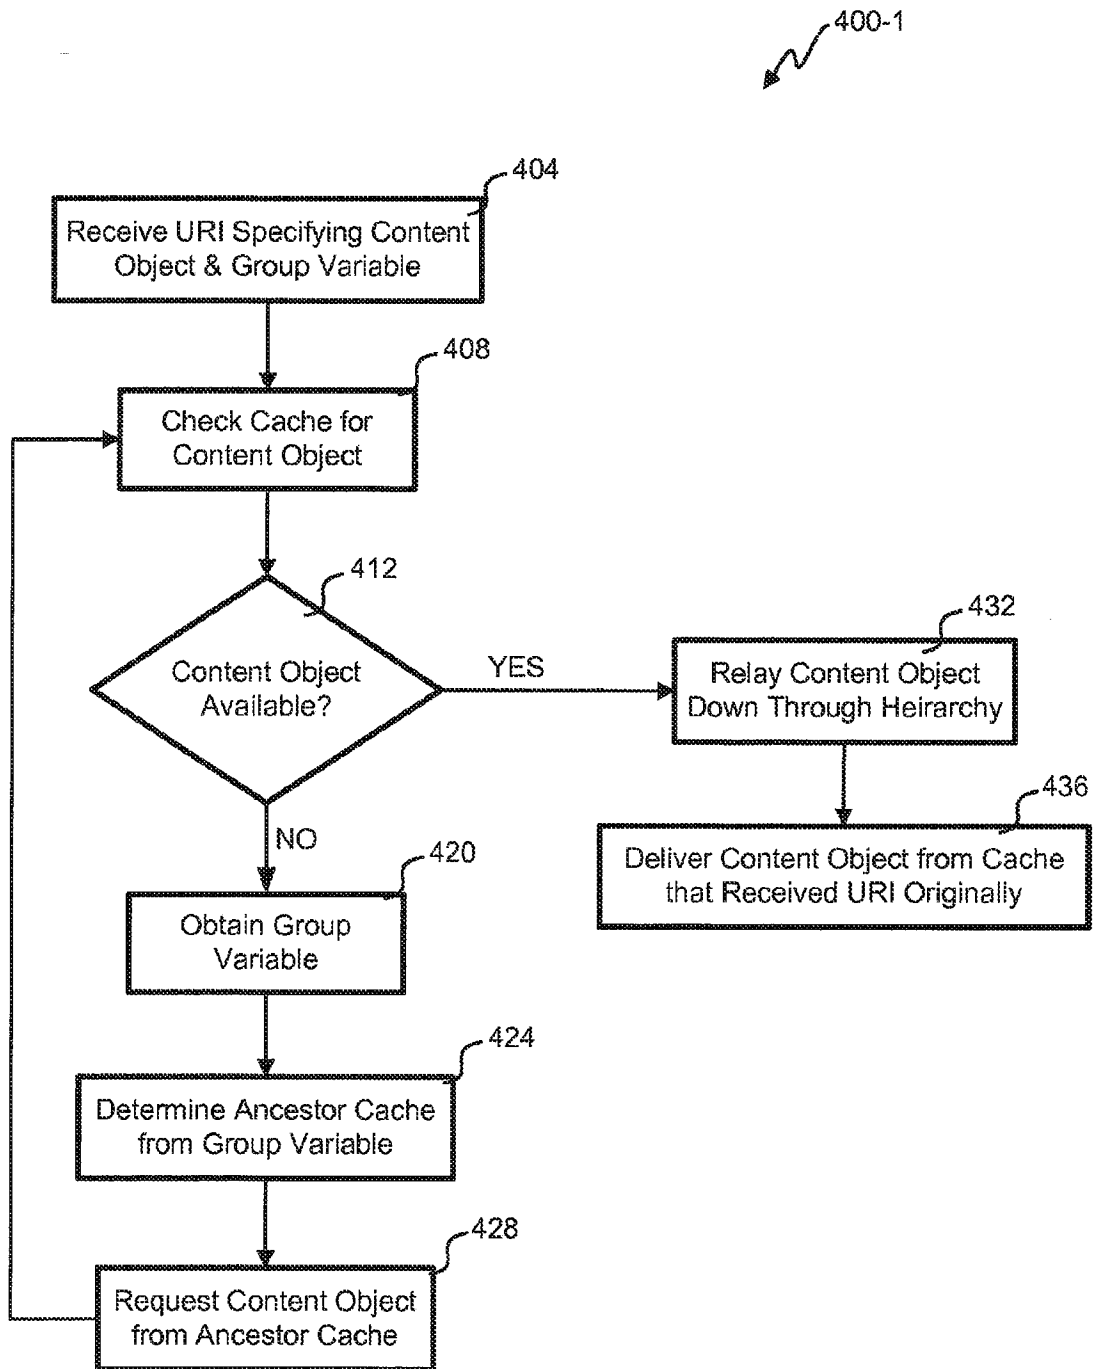 400-1
404
Receive URI Specifying Content
Object & Group Variable
408
Check Cache for
Content Object
412
Content Object
Available?
YES
NO
432
Relay Content Object
Down Through Heirarchy
436
Deliver Content Object from Cache
that Received URI Originally
420
Obtain Group
Variable
424
Determine Ancestor Cache
from Group Variable
428
Request Content Object
from Ancestor Cache